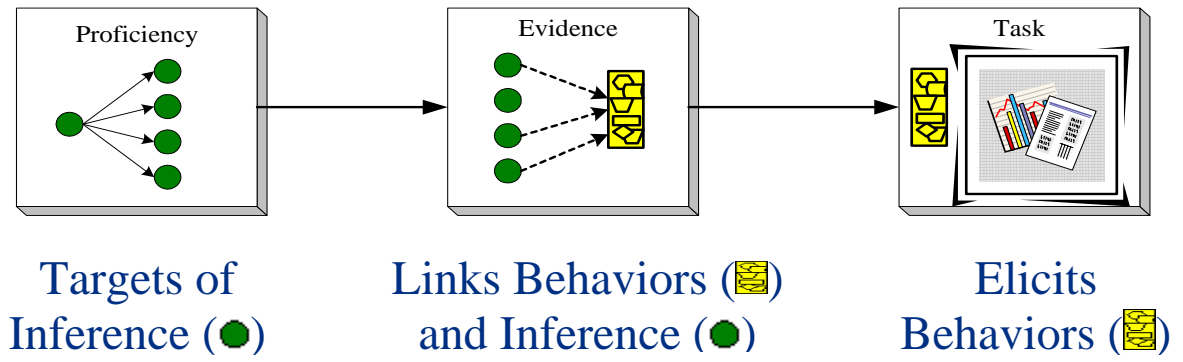 Proficiency
Evidence
Task
Targets of
Inference ( )
Links Behaviors ( )
and Inference ( )
Elicits
Behaviors ( )